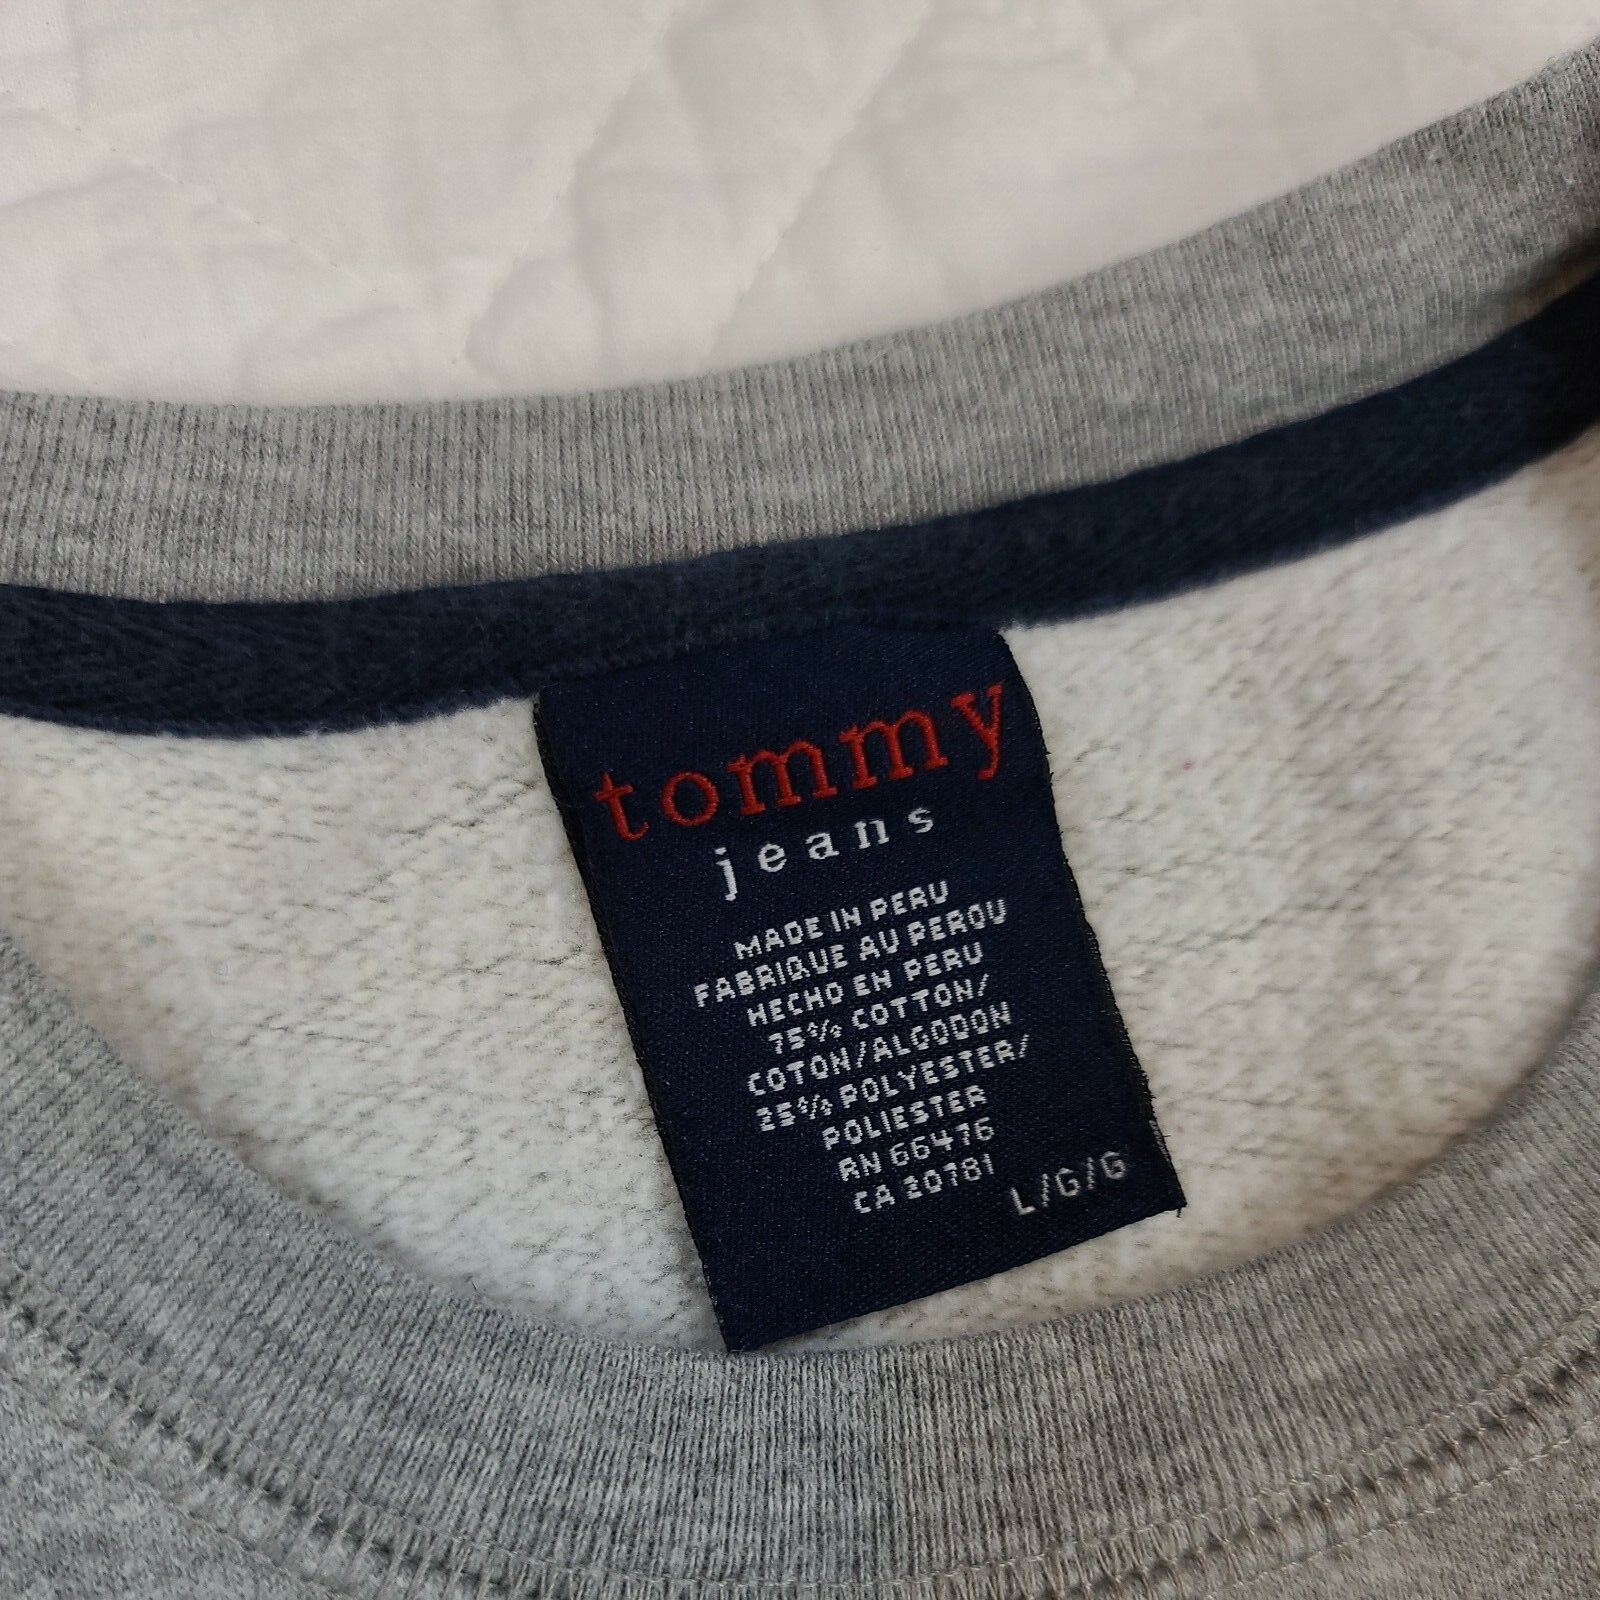 tommy
jeans
MADE IN PERU
FABRIQUE AU PEROU
HECHO EN PERU
75% COTTON/
COTON/ALGODON
25% POLYESTER/
POLIESTER
RN 66476
CA 20781
L/G/G